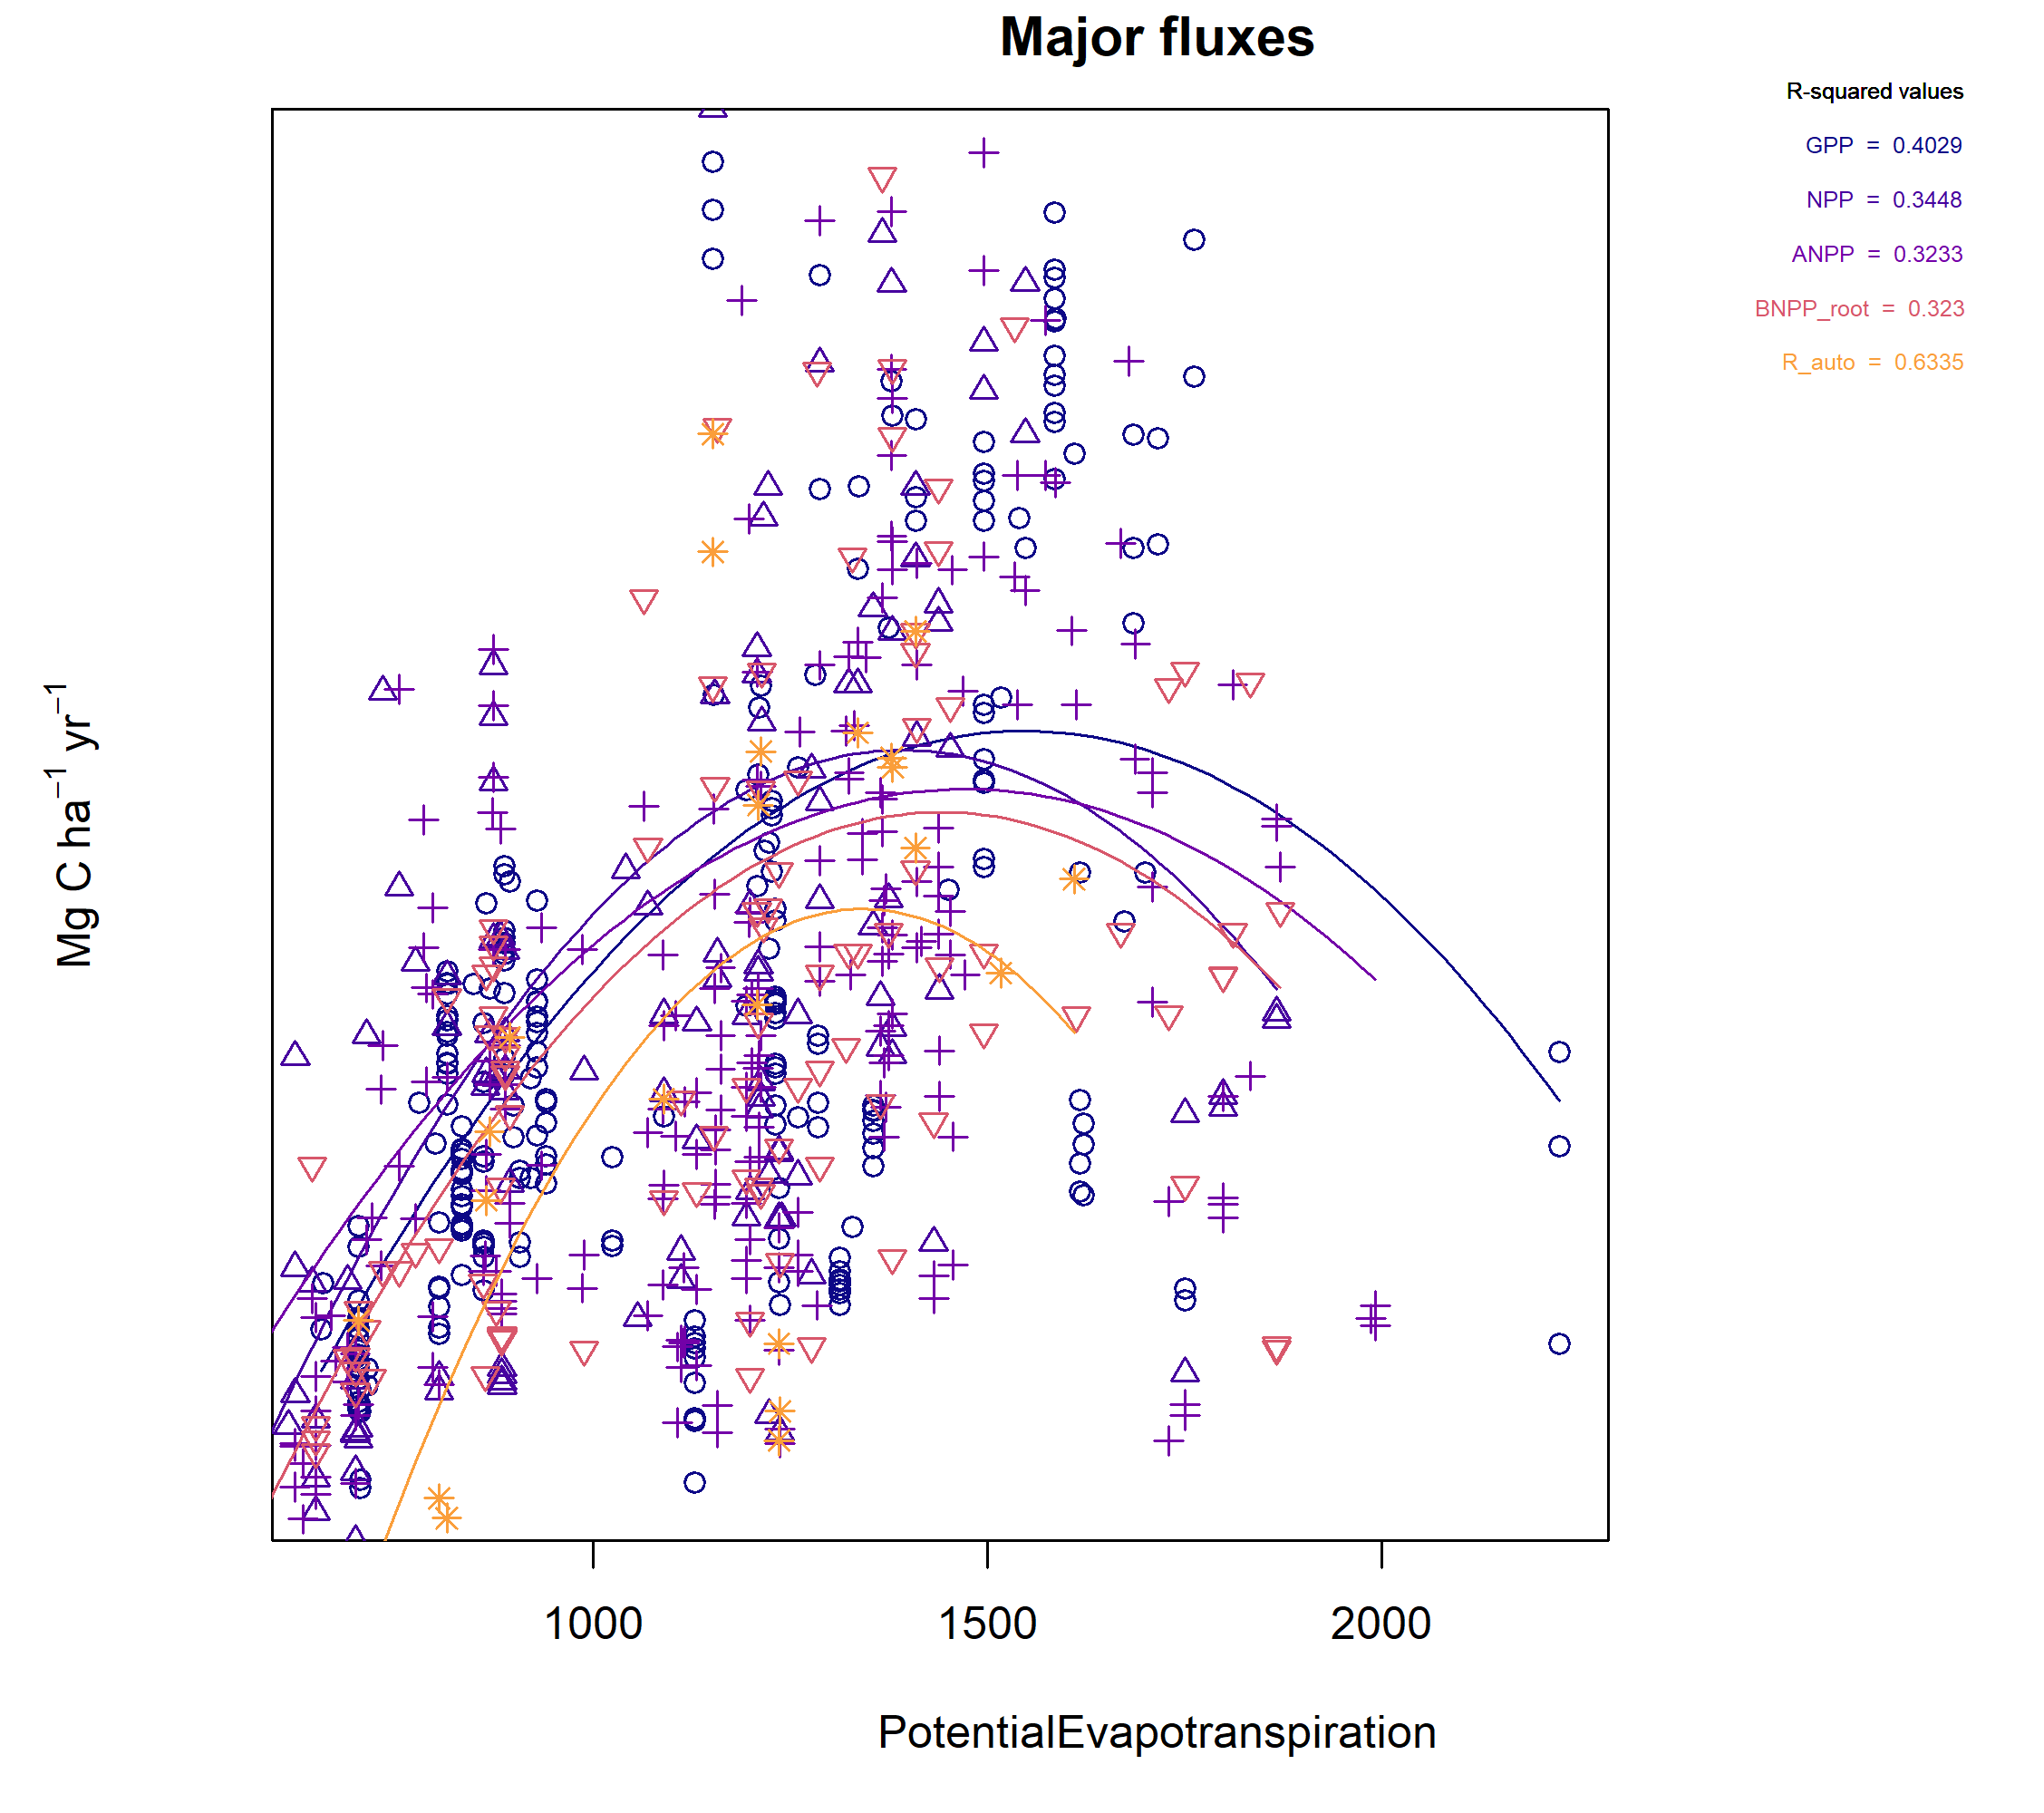 Major fluxes
R-squared values
GPP = 0.4029
NPP = 0.3448
ANPP = 0.3233
BNPP_root = 0.323
R_auto = 0.6335
Mg C ha⁻¹ yr⁻¹
1000 1500 2000
PotentialEvapotranspiration